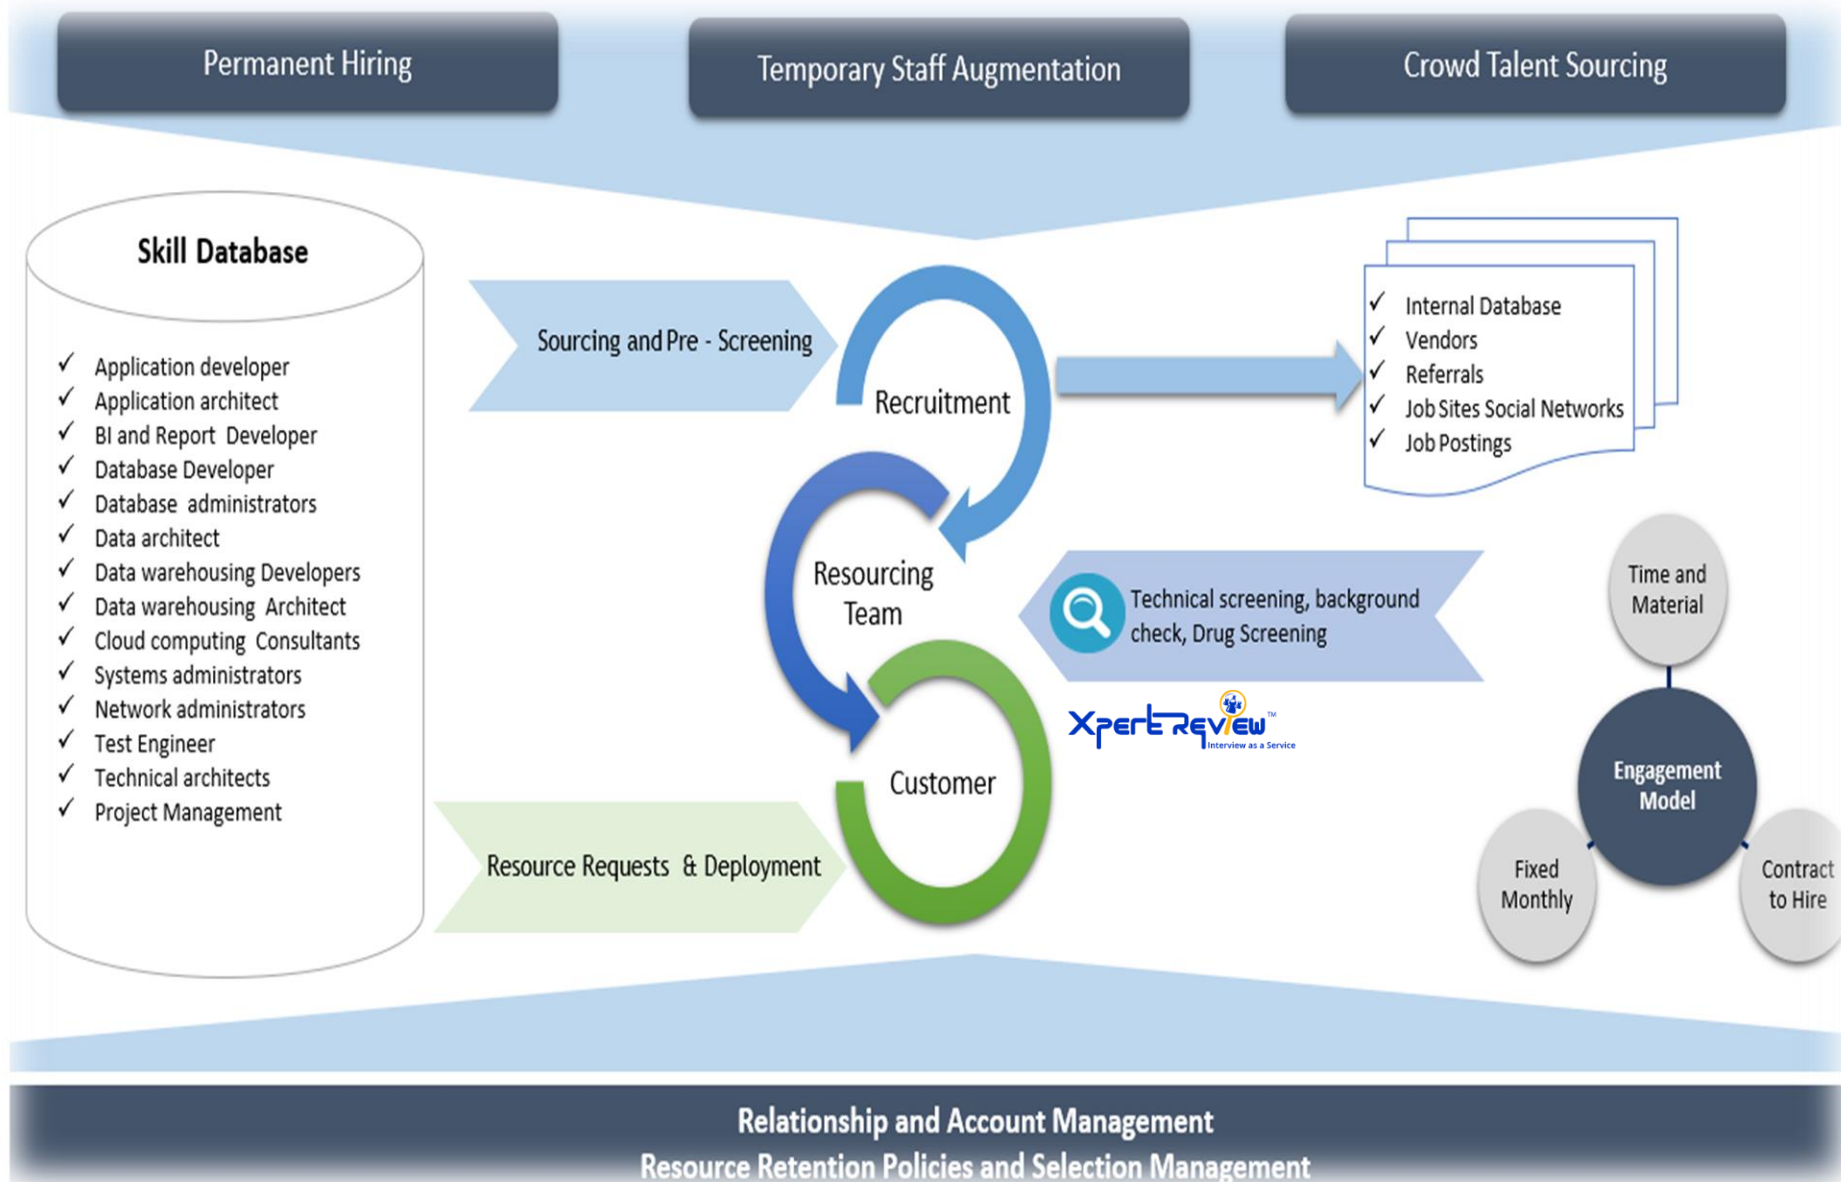 Permanent Hiring
Temporary Staff Augmentation
Crowd Talent Sourcing
Skill Database
✓ Application developer
✓ Application architect
✓ BI and Report Developer
✓ Database Developer
✓ Database administrators
✓ Data architect
✓ Data warehousing Developers
✓ Data warehousing Architect
✓ Cloud computing Consultants
✓ Systems administrators
✓ Network administrators
✓ Test Engineer
✓ Technical architects
✓ Project Management
Sourcing and Pre - Screening
Recruitment
✓ Internal Database
✓ Vendors
✓ Referrals
✓ Job Sites Social Networks
✓ Job Postings
Resourcing
Team
Technical screening, background
check, Drug Screening
XpertReview™
Interview as a Service
Customer
Resource Requests & Deployment
Time and
Material
Engagement
Model
Fixed
Monthly
Contract
to Hire
Relationship and Account Management
Resource Retention Policies and Selection Management